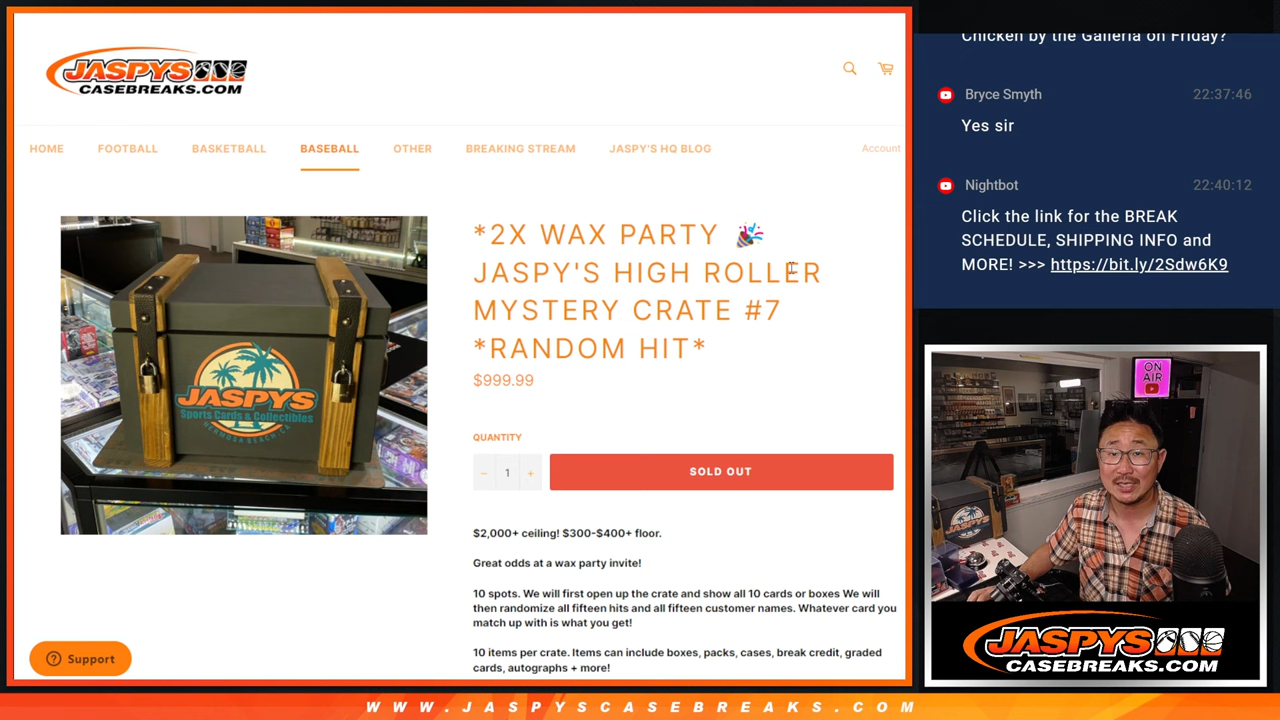 JASPYS
CASEBREAKS.COM
HOME FOOTBALL BASKETBALL BASEBALL OTHER BREAKING STREAM JASPY'S HQ BLOG Account
JASPYS
Sports Cards & Collectibles
HERMOSA BEACH, CA
*2X WAX PARTY 🎉
JASPY'S HIGH ROLLER
MYSTERY CRATE #7
*RANDOM HIT*
$999.99
QUANTITY
− 1 +
SOLD OUT
$2,000+ ceiling! $300-$400+ floor.
Great odds at a wax party invite!
10 spots. We will first open up the crate and show all 10 cards or boxes We will
then randomize all fifteen hits and all fifteen customer names. Whatever card you
match up with is what you get!
10 items per crate. Items can include boxes, packs, cases, break credit, graded
cards, autographs + more!
Support
Chicken by the Galleria on Friday?
Bryce Smyth 22:37:46
Yes sir
Nightbot 22:40:12
Click the link for the BREAK
SCHEDULE, SHIPPING INFO and
MORE! >>> https://bit.ly/2Sdw6K9
ON
AIR
JASPYS
JASPYS
CASEBREAKS.COM
WWW.JASPYSCASEBREAKS.COM